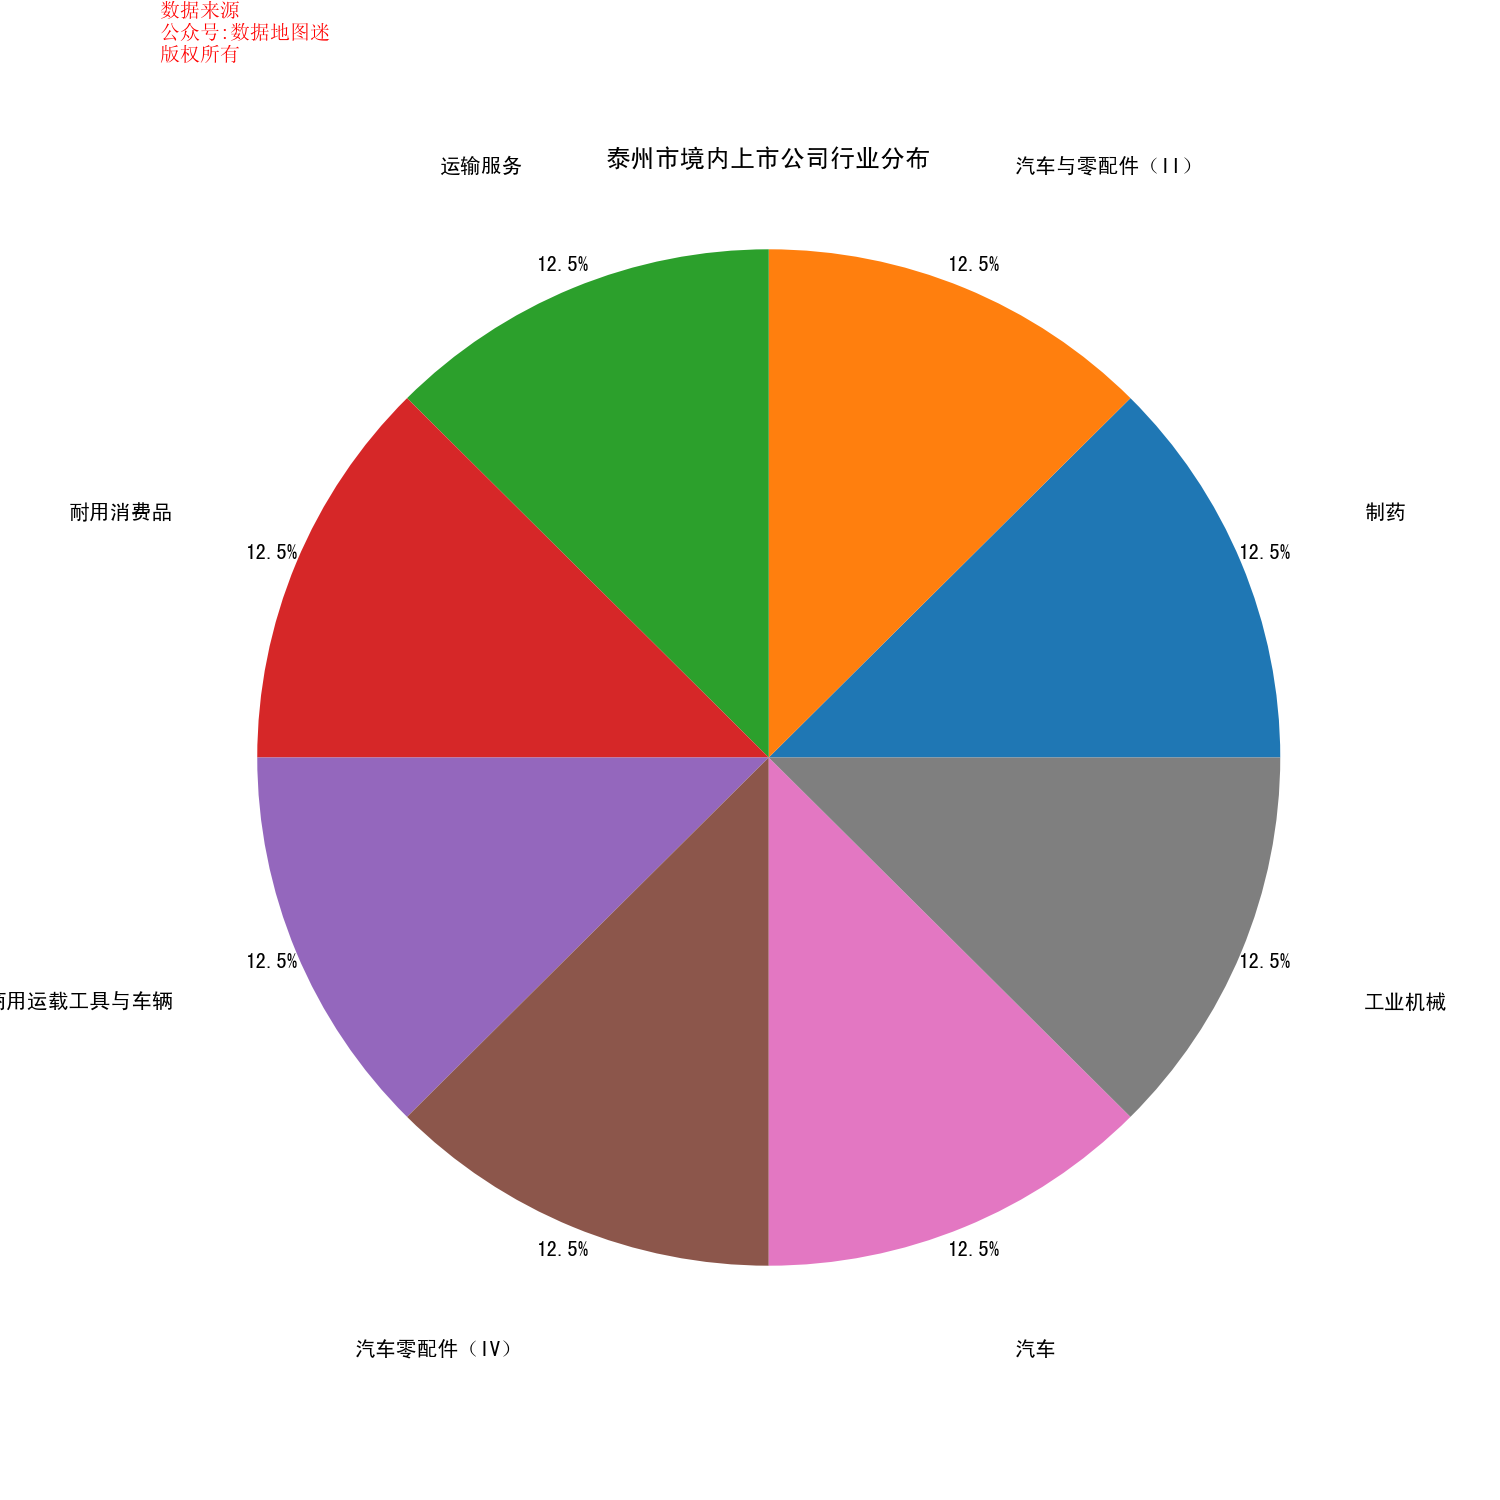 数据来源
公众号:数据地图迷
版权所有
泰州市境内上市公司行业分布
运输服务
汽车与零配件（II）
12.5%
12.5%
耐用消费品
制药
12.5%
12.5%
12.5%
12.5%
用运载工具与车辆
工业机械
12.5%
12.5%
汽车零配件（IV）
汽车